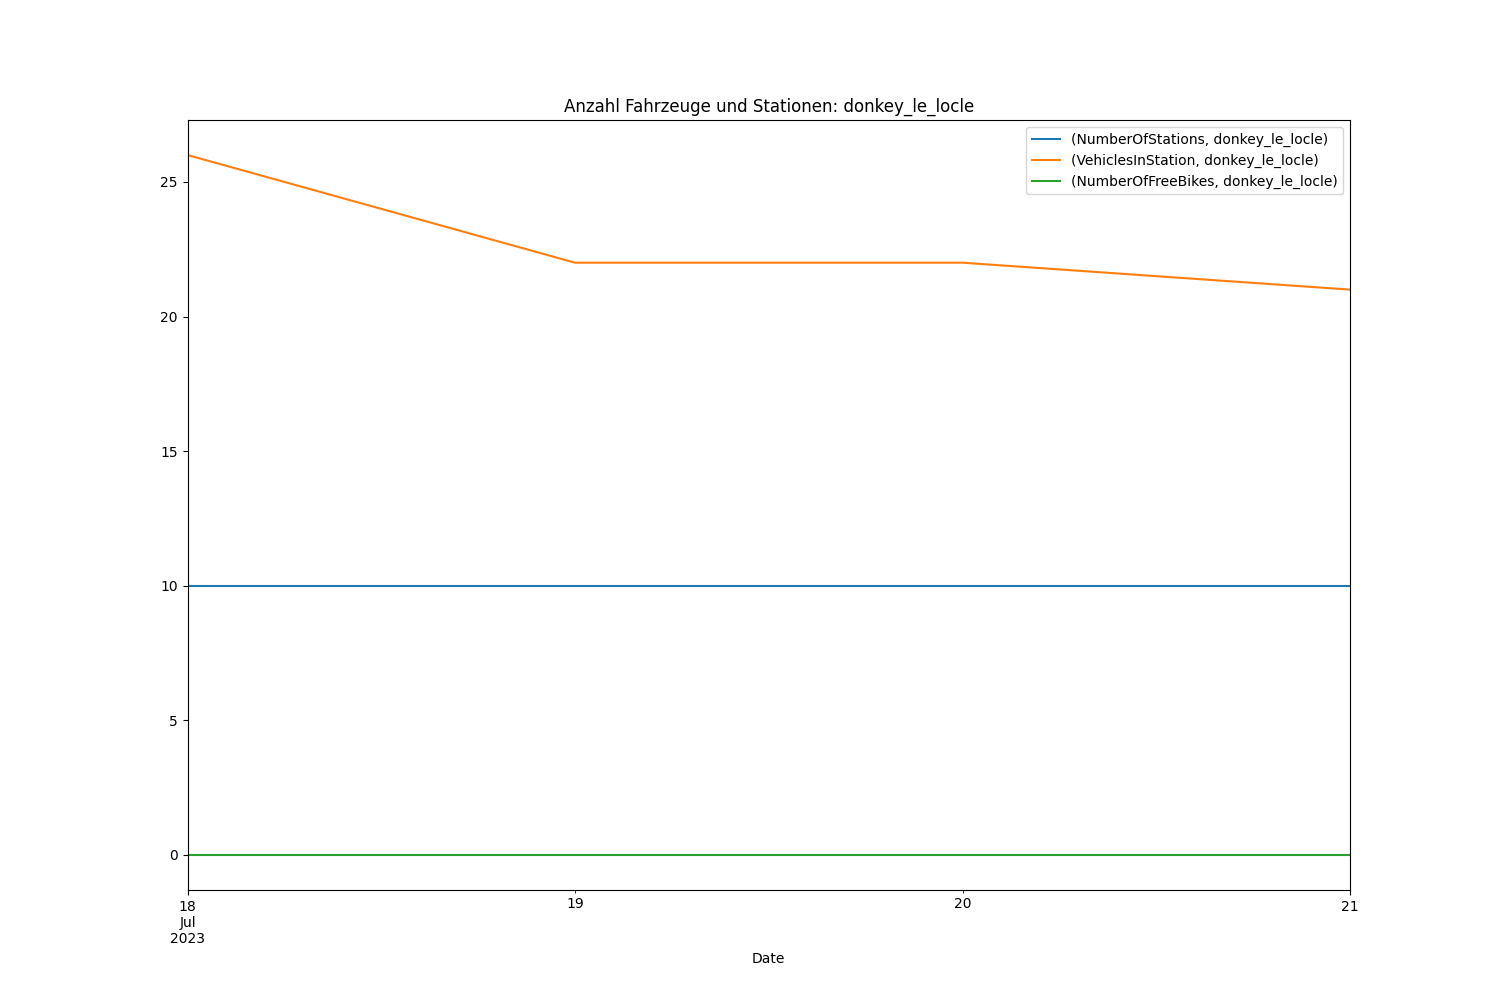 Anzahl Fahrzeuge und Stationen: donkey_le_locle
(NumberOfStations, donkey_le_locle)
(VehiclesInStation, donkey_le_locle)
(NumberOfFreeBikes, donkey_le_locle)
25
20
15
10
5
0
18
Jul
2023
19
20
21
Date